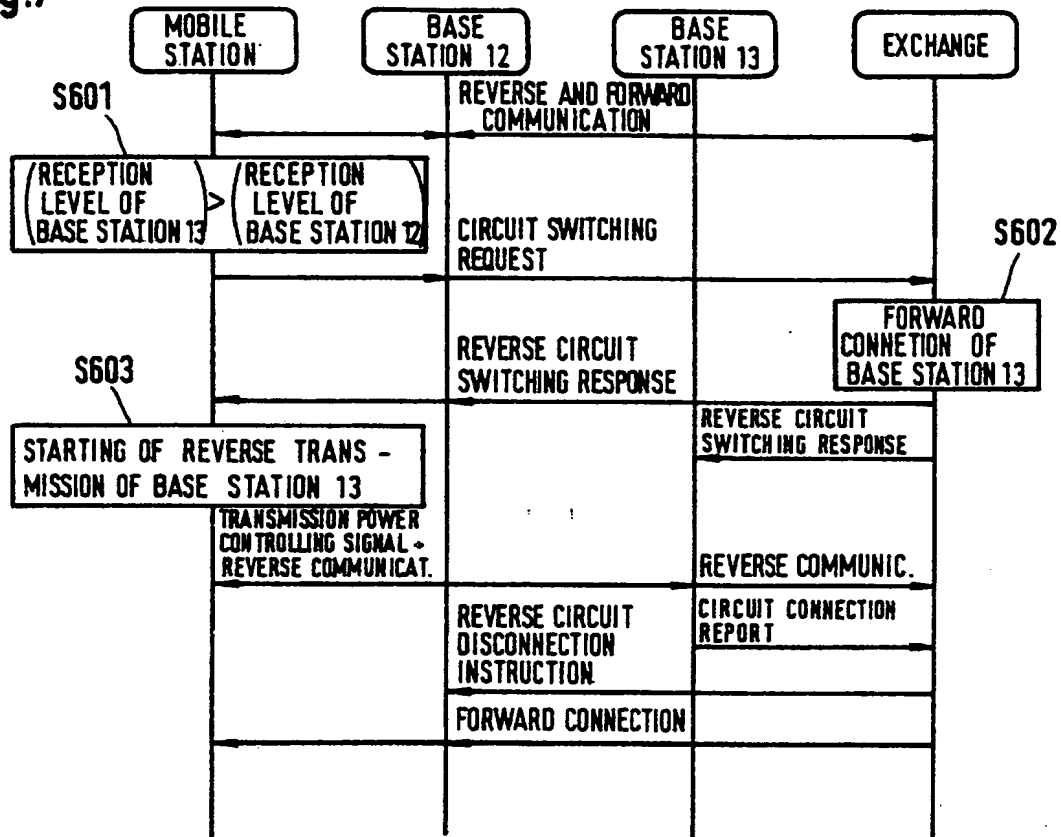 g.7
MOBILE
STATION
BASE
STATION 12
BASE
STATION 13
EXCHANGE
REVERSE AND FORWARD
COMMUNICATION
S601
(RECEPTION
LEVEL OF
BASE STATION 13) > (RECEPTION
LEVEL OF
BASE STATION 12)
CIRCUIT SWITCHING
REQUEST
S602
FORWARD
CONNETION OF
BASE STATION 13
REVERSE CIRCUIT
SWITCHING RESPONSE
S603
REVERSE CIRCUIT
SWITCHING RESPONSE
STARTING OF REVERSE TRANS -
MISSION OF BASE STATION 13
TRANSMISSION POWER
CONTROLLING SIGNAL +
REVERSE COMMUNICAT.
REVERSE COMMUNIC.
CIRCUIT CONNECTION
REPORT
REVERSE CIRCUIT
DISCONNECTION
INSTRUCTION
FORWARD CONNECTION